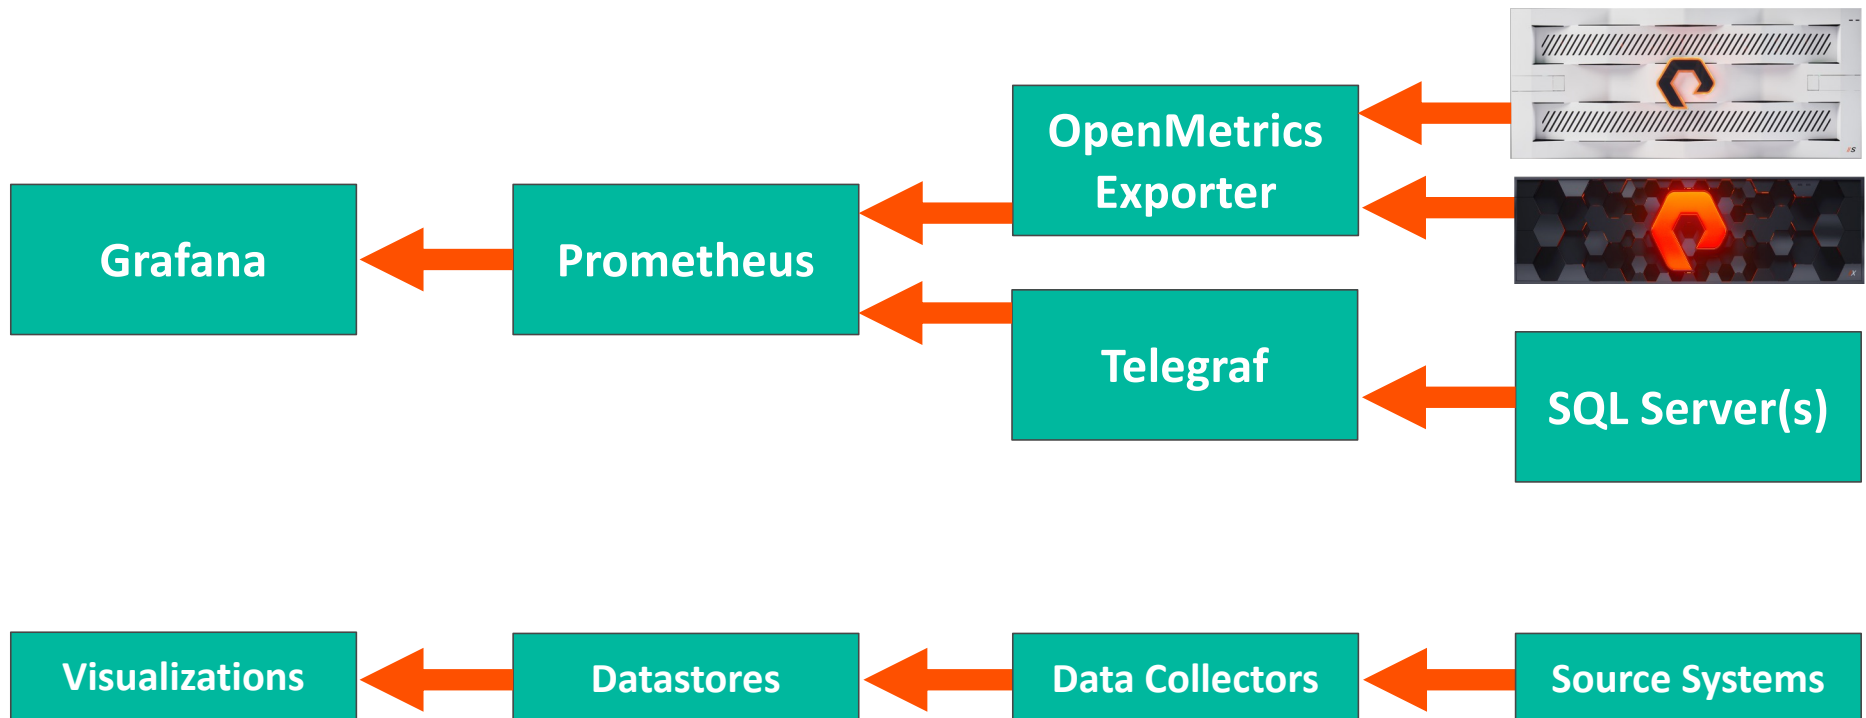 OpenMetrics
Exporter
Grafana
Prometheus
Telegraf
SQL Server(s)
Visualizations
Datastores
Data Collectors
Source Systems